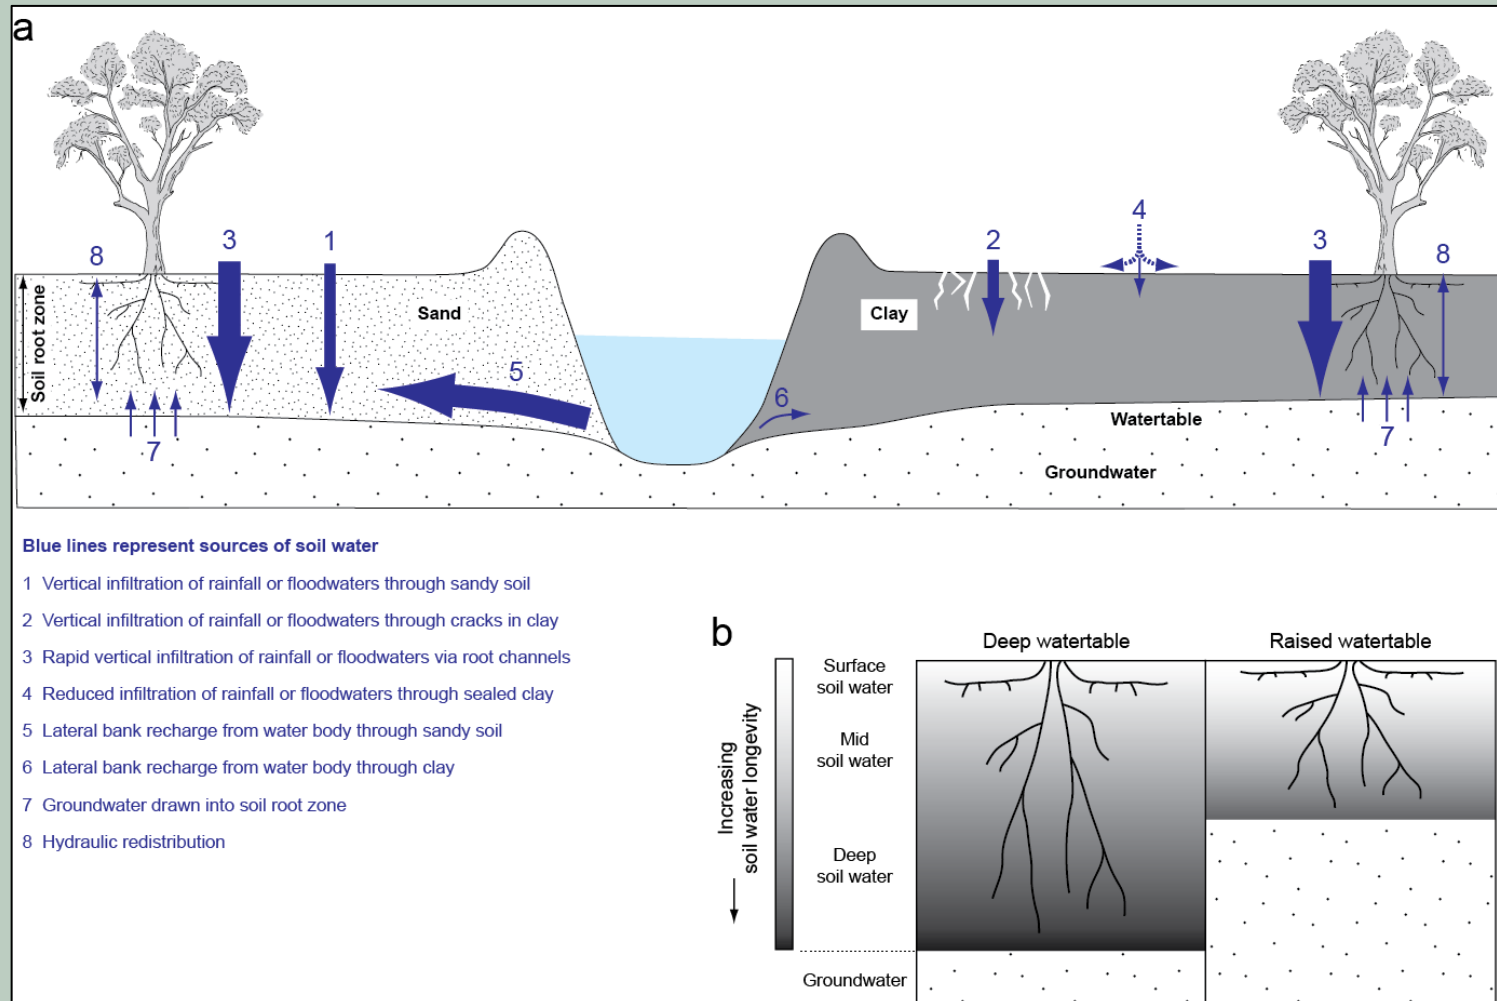 a
8
3
1
2
4
3
8
Sand
Clay
Soil root zone
5
6
7
Watertable
7
Groundwater
Blue lines represent sources of soil water
1 Vertical infiltration of rainfall or floodwaters through sandy soil
2 Vertical infiltration of rainfall or floodwaters through cracks in clay
3 Rapid vertical infiltration of rainfall or floodwaters via root channels
4 Reduced infiltration of rainfall or floodwaters through sealed clay
5 Lateral bank recharge from water body through sandy soil
6 Lateral bank recharge from water body through clay
7 Groundwater drawn into soil root zone
8 Hydraulic redistribution
b
Deep watertable
Raised watertable
Increasing
soil water longevity
Surface
soil water
Mid
soil water
Deep
soil water
Groundwater